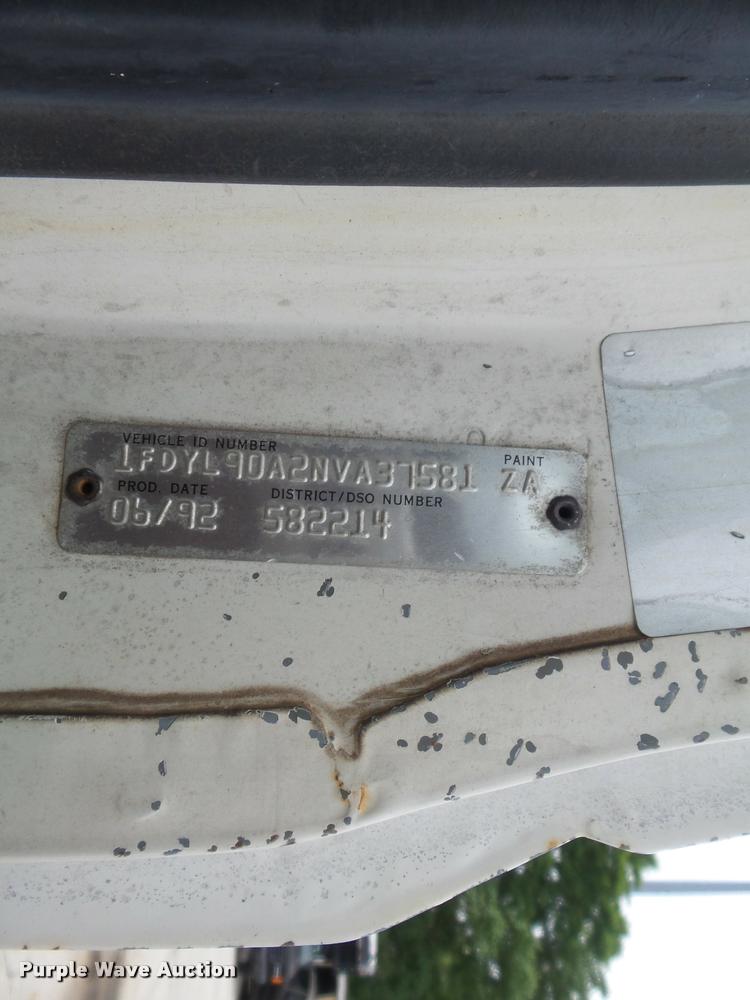 VEHICLE ID NUMBER
PAINT
1FDYL90A2NVA37581 ZA
PROD. DATE
DISTRICT/DSO NUMBER
06/92 582214
Purple Wave Auction